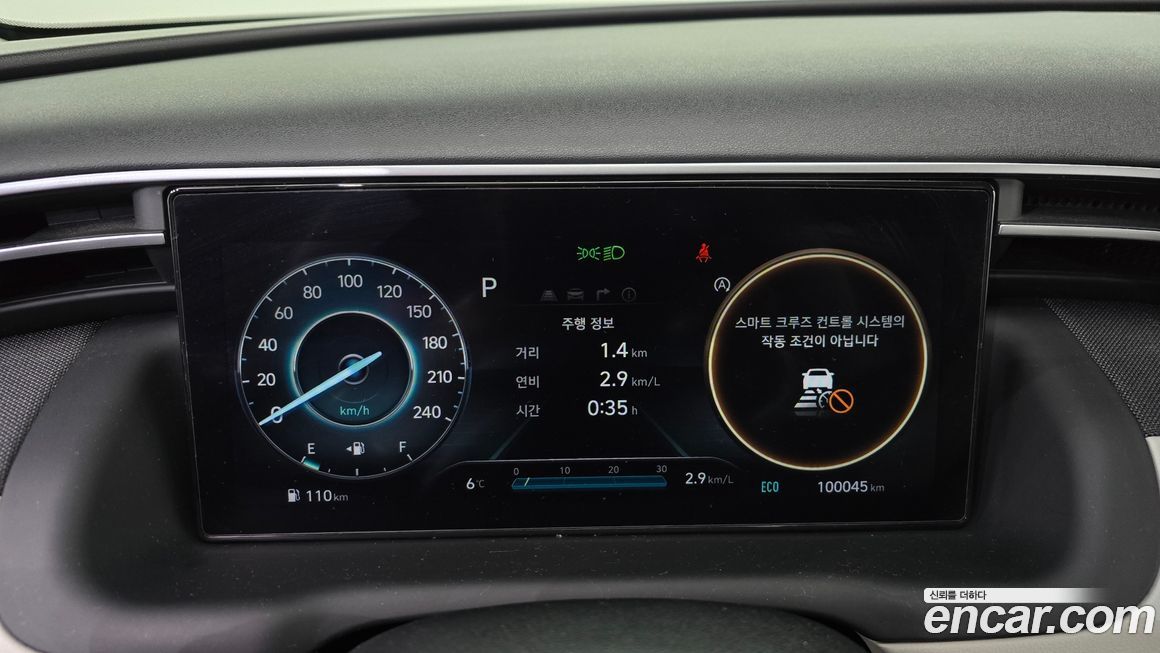 20
40
60
80
100
120
150
180
210
240
0
km/h
E
F
110 km
P
주행 정보
거리 1.4 km
연비 2.9 km/L
시간 0:35 h
6 ℃
0 10 20 30
2.9 km/L
A
스마트 크루즈 컨트롤 시스템의
작동 조건이 아닙니다
ECO
100045 km
신뢰를 더하다
encar.com